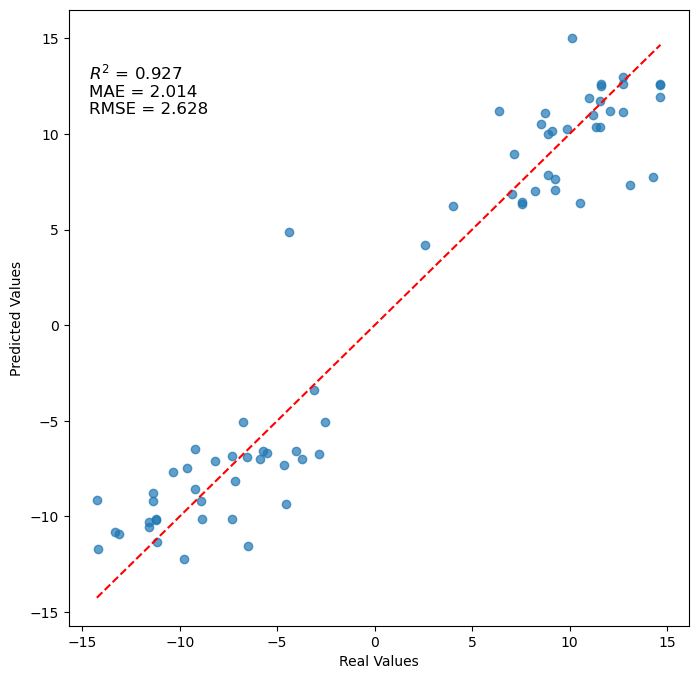 R² = 0.927
MAE = 2.014
RMSE = 2.628
15
10
5
0
−5
−10
−15
Predicted Values
−15 −10 −5 0 5 10 15
Real Values